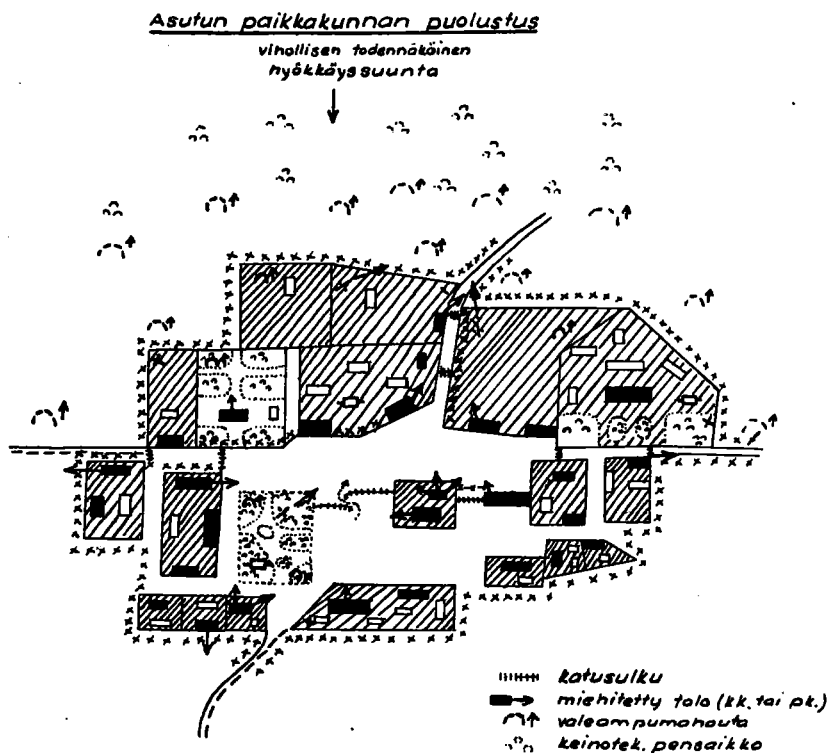 Asutun paikkakunnan puolustus
vihollisen todennäköinen
hyökkäyssuunta
katusulku
miehitetty talo (kk. tai pk.)
valeampumahauta
keinotek. pensaikko